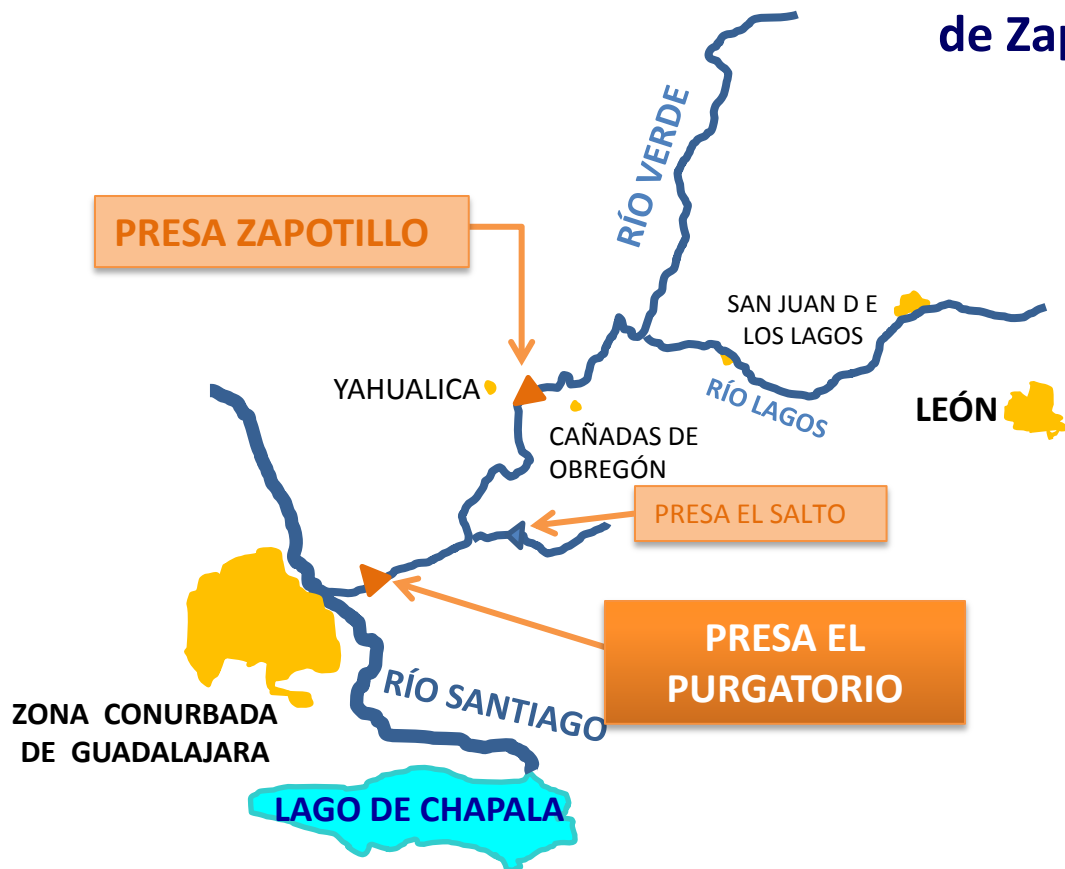 de Zap
RÍO VERDE
PRESA ZAPOTILLO
SAN JUAN D E
LOS LAGOS
YAHUALICA
RÍO LAGOS
LEÓN
CAÑADAS DE
OBREGÓN
PRESA EL SALTO
PRESA EL
PURGATORIO
RÍO SANTIAGO
ZONA CONURBADA
DE GUADALAJARA
LAGO DE CHAPALA